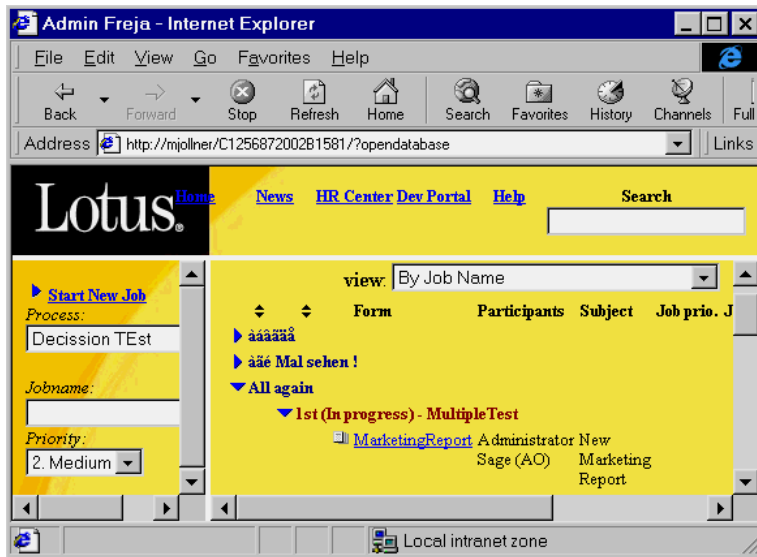 Admin Freja - Internet Explorer
File Edit View Go Favorites Help
Back Forward Stop Refresh Home Search Favorites History Channels Full
Address http://mjollner/C1256872002B1581/?opendatabase Links
Lotus. Home News HR Center Dev Portal Help Search
view: By Job Name
Start New Job
Process:
Form Participants Subject Job prio. J
Decission TEst
àáâãäå
àäé Mal sehen !
Jobname:
All again
1st (In progress) - MultipleTest
Priority:
MarketingReport Administrator New
2. Medium
Sage (AO) Marketing
Report
Local intranet zone